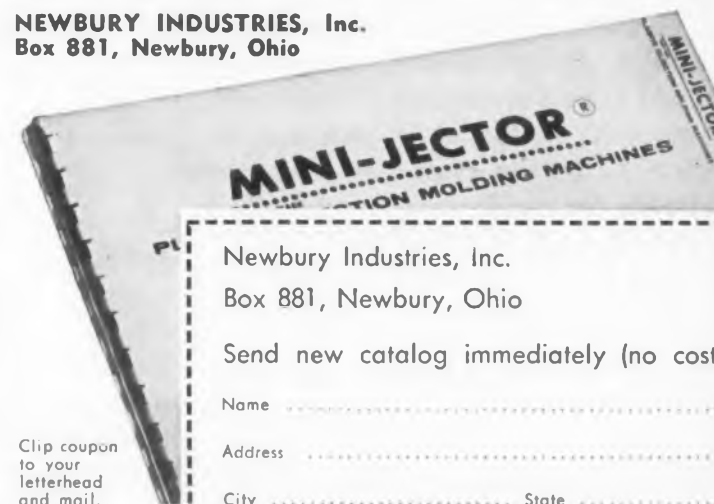 NEWBURY INDUSTRIES, Inc.
Box 881, Newbury, Ohio
MINI-JECTOR®
MOLDING MACHINES
MINI-JECTOR
Newbury Industries, Inc.
Box 881, Newbury, Ohio
Send new catalog immediately (no cost
Name
Address
City State
Clip coupon
to your
letterhead
and mail.